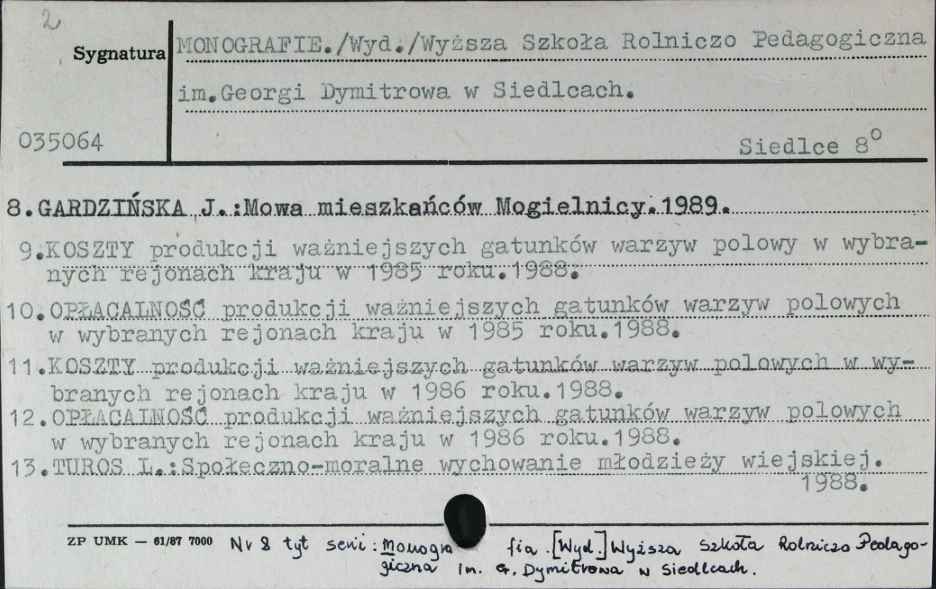 2
Sygnatura
MONOGRAFIE./Wyd./Wyższa Szkoła Rolniczo Pedagogiczna
im.Georgi Dymitrowa w Siedlcach.
035064
Siedlce 8⁰
8.GARDZIŃSKA J.:Mowa mieszkańców Mogielnicy.1989.
9.KOSZTY produkcji ważniejszych gatunków warzyw polowy w wybra-
nych rejonach kraju w 1985 roku.1988.
10.OPŁACALNOŚĆ produkcji ważniejszych gatunków warzyw polowych
w wybranych rejonach kraju w 1985 roku.1988.
11.KOSZTY produkcji ważniejszych gatunków warzyw polowych w wy-
branych rejonach kraju w 1986 roku.1988.
12.OPŁACALNOŚĆ produkcji ważniejszych gatunków warzyw polowych
w wybranych rejonach kraju w 1986 roku.1988.
13.TUROS L.:Społeczno-moralne wychowanie młodzieży wiejskiej.
1988.
ZP UMK — 61/87 7000
Nr 8 tyt serii : Monogra fia . [Wyd.] Wyższa Szkoła Rolniczo Pedago-
giczna Im. G. Dymitrowa w Siedlcach.